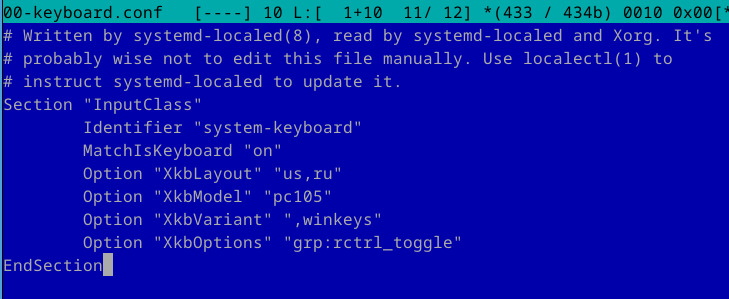 00-keyboard.conf   [----] 10 L:[  1+10  11/ 12] *(433 / 434b) 0010 0x00[*
# Written by systemd-localed(8), read by systemd-localed and Xorg. It's
# probably wise not to edit this file manually. Use localectl(1) to
# instruct systemd-localed to update it.
Section "InputClass"
        Identifier "system-keyboard"
        MatchIsKeyboard "on"
        Option "XkbLayout" "us,ru"
        Option "XkbModel" "pc105"
        Option "XkbVariant" ",winkeys"
        Option "XkbOptions" "grp:rctrl_toggle"
EndSection